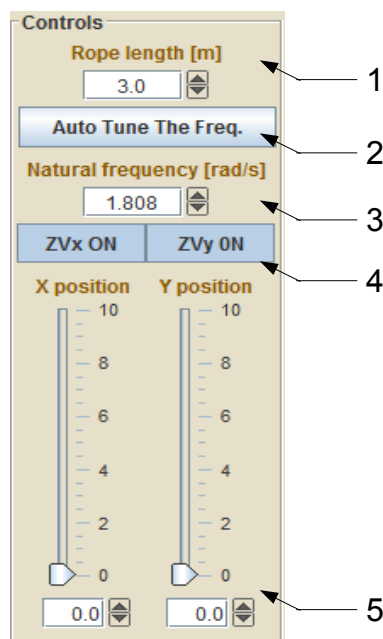 Controls
Rope length [m]
1
3.0
Auto Tune The Freq.
2
Natural frequency [rad/s]
1.808
3
ZVx ON ZVy 0N
4
X position Y position
10 10
8 8
6 6
4 4
2 2
0 0
0.0 0.0
5